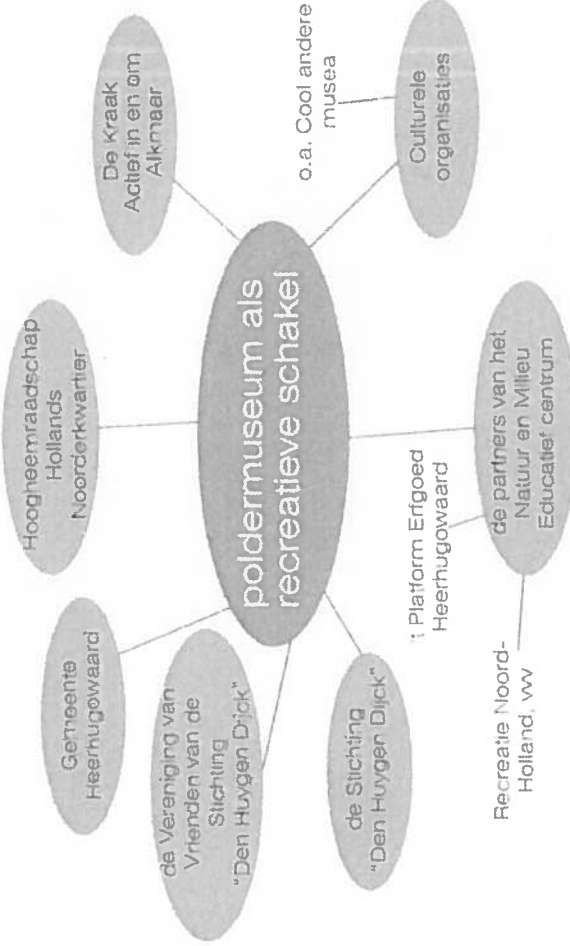 poldermuseum als
recreatieve schakel
Hoogheemraadschap
Hollands
Noorderkwartier
De Kraak
Actief in en om
Alkmaar
o.a. Cool andere
musea
Culturele
organisaties
de partners van het
Natuur en Milieu
Educatief centrum
Platform Erfgoed
Heerhugowaard
Recreatie Noord-
Holland, vvv
de Stichting
"Den Huygen Dijck"
de Vereniging van
Vrienden van de
Stichting
"Den Huygen Dijck"
Gemeente
Heerhugowaard